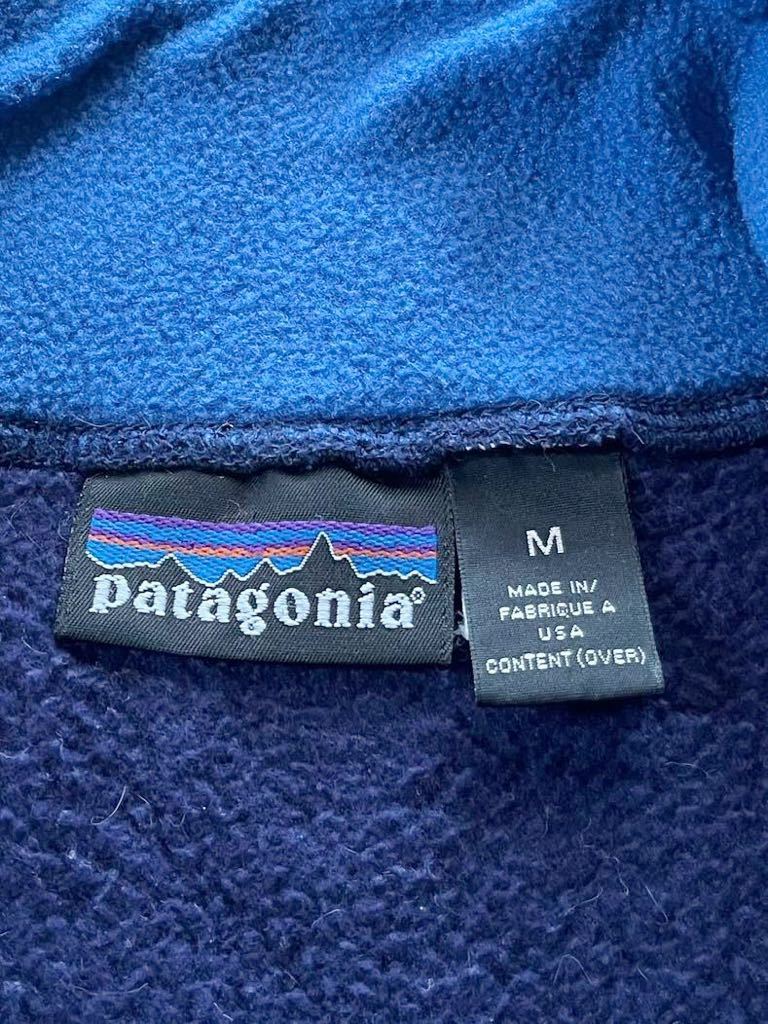 patagonia®
M
MADE IN/
FABRIQUE A
USA
CONTENT (OVER)